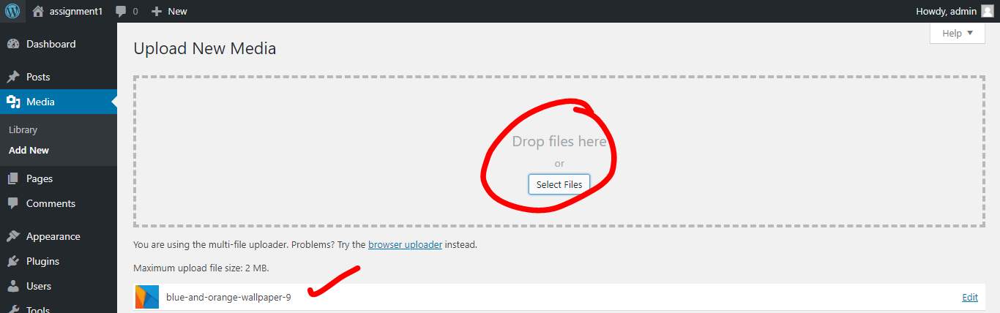 assignment1 0 New Howdy, admin
Help
Dashboard
Posts
Media
Library
Add New
Pages
Comments
Appearance
Plugins
Users
Tools
Upload New Media
Drop files here
or
Select Files
You are using the multi-file uploader. Problems? Try the browser uploader instead.
Maximum upload file size: 2 MB.
blue-and-orange-wallpaper-9 Edit